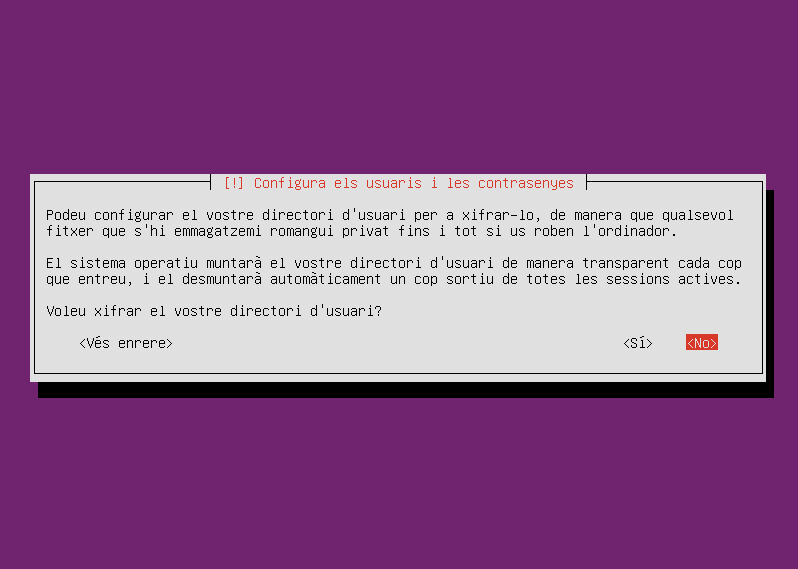 [!] Configura els usuaris i les contrasenyes
Podeu configurar el vostre directori d'usuari per a xifrar-lo, de manera que qualsevol
fitxer que s'hi emmagatzemi romangui privat fins i tot si us roben l'ordinador.
El sistema operatiu muntarà el vostre directori d'usuari de manera transparent cada cop
que entreu, i el desmuntarà automàticament un cop sortiu de totes les sessions actives.
Voleu xifrar el vostre directori d'usuari?
<Vés enrere> <Sí> <No>